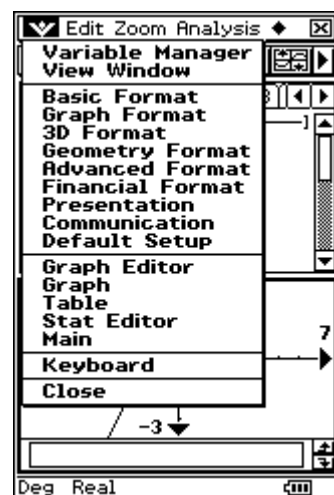 Edit Zoom Analysis
Variable Manager
View Window
Basic Format
Graph Format
3D Format
Geometry Format
Advanced Format
Financial Format
Presentation
Communication
Default Setup
Graph Editor
Graph
Table
Stat Editor
Main
7
Keyboard
Close
-3
Deg Real